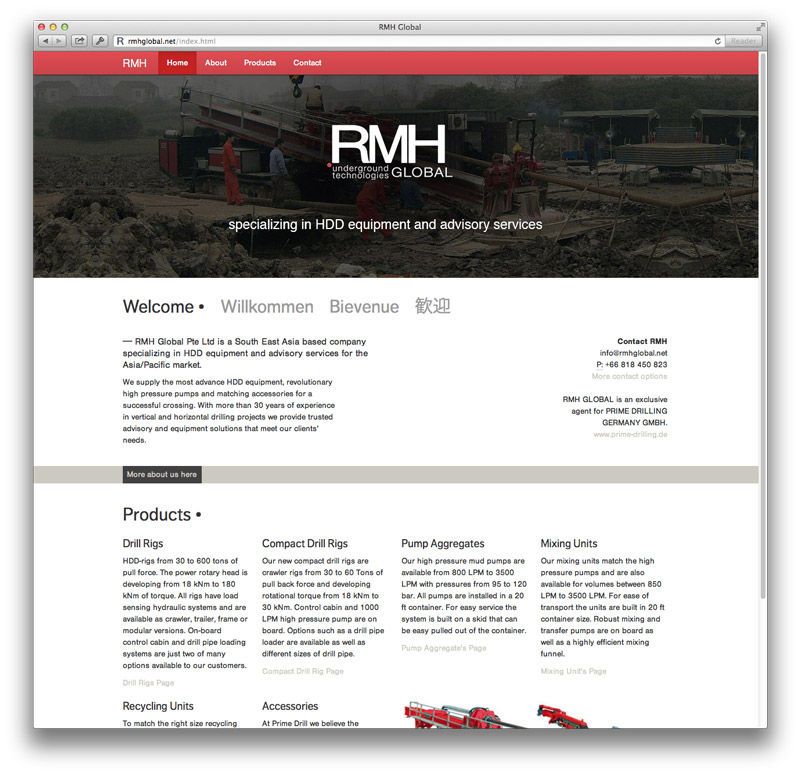 RMH Global
rmhglobal.net/index.html
Reader
RMH Home About Products Contact
RMH
underground
technologies GLOBAL
specializing in HDD equipment and advisory services
Welcome • Willkommen Bievenue 歡迎
— RMH Global Pte Ltd is a South East Asia based company
specializing in HDD equipment and advisory services for the
Asia/Pacific market.
We supply the most advance HDD equipment, revolutionary
high pressure pumps and matching accessories for a
successful crossing. With more than 30 years of experience
in vertical and horizontal drilling projects we provide trusted
advisory and equipment solutions that meet our clients'
needs.
Contact RMH
info@rmhglobal.net
P: +66 818 450 823
More contact options
RMH GLOBAL is an exclusive
agent for PRIME DRILLING
GERMANY GMBH.
www.prime-drilling.de
More about us here
Products •
Drill Rigs
HDD-rigs from 30 to 600 tons of
pull force. The power rotary head is
developing from 18 kNm to 180
kNm of torque. All rigs have load
sensing hydraulic systems and are
available as crawler, trailer, frame or
modular versions. On-board
control cabin and drill pipe loading
systems are just two of many
options available to our customers.
Drill Rigs Page
Compact Drill Rigs
Our new compact drill rigs are
crawler rigs from 30 to 60 Tons of
pull back force and developing
rotational torque from 18 kNm to
30 kNm. Control cabin and 1000
LPM high pressure pump are on
board. Options such as a drill pipe
loader are available as well as
different sizes of drill pipe.
Compact Drill Rig Page
Pump Aggregates
Our high pressure mud pumps are
available from 800 LPM to 3500
LPM with pressures from 95 to 120
bar. All pumps are installed in a 20
ft container. For easy service the
system is built on a skid that can
be easy pulled out of the container.
Pump Aggregate's Page
Mixing Units
Our mixing units match the high
pressure pumps and are also
available for volumes between 850
LPM to 3500 LPM. For ease of
transport the units are built in 20 ft
container size. Robust mixing and
transfer pumps are on board as
well as a highly efficient mixing
funnel.
Mixing Unit's Page
Recycling Units
To match the right size recycling
Accessories
At Prime Drill we believe the